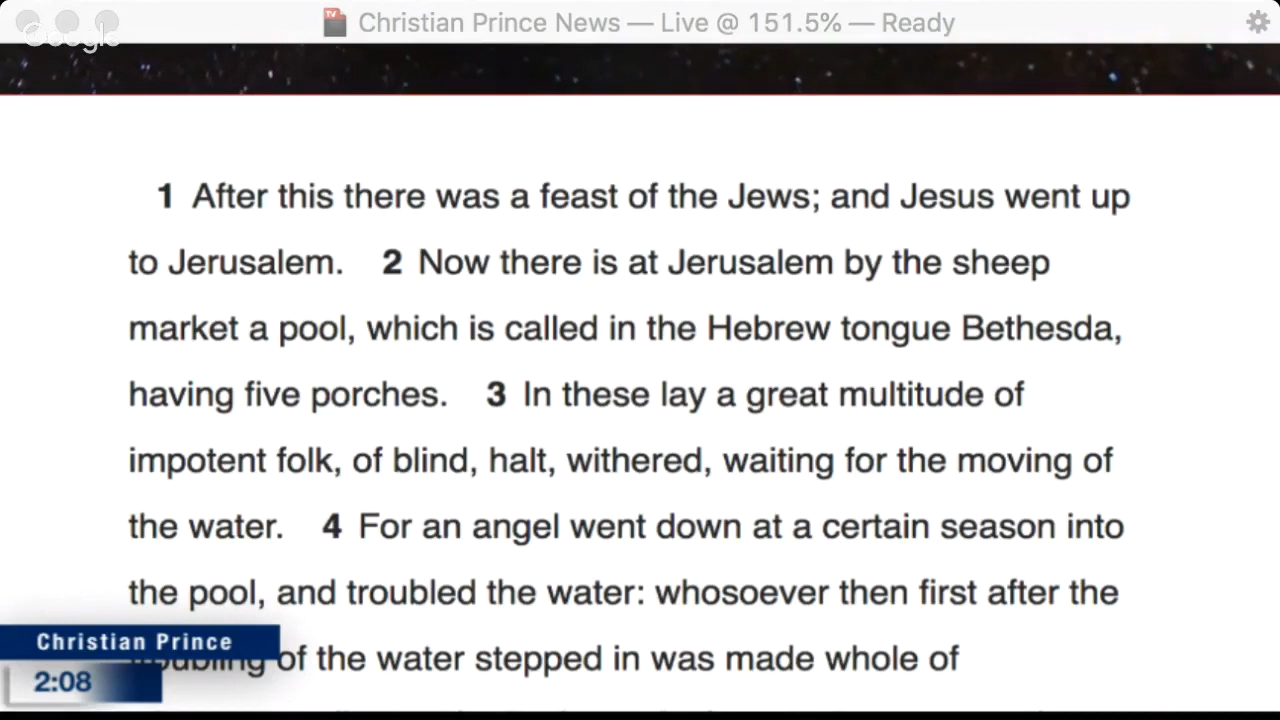 Google
TV
Christian Prince News — Live @ 151.5% — Ready
1 After this there was a feast of the Jews; and Jesus went up
to Jerusalem. 2 Now there is at Jerusalem by the sheep
market a pool, which is called in the Hebrew tongue Bethesda,
having five porches. 3 In these lay a great multitude of
impotent folk, of blind, halt, withered, waiting for the moving of
the water. 4 For an angel went down at a certain season into
the pool, and troubled the water: whosoever then first after the
troubling of the water stepped in was made whole of
Christian Prince
2:08